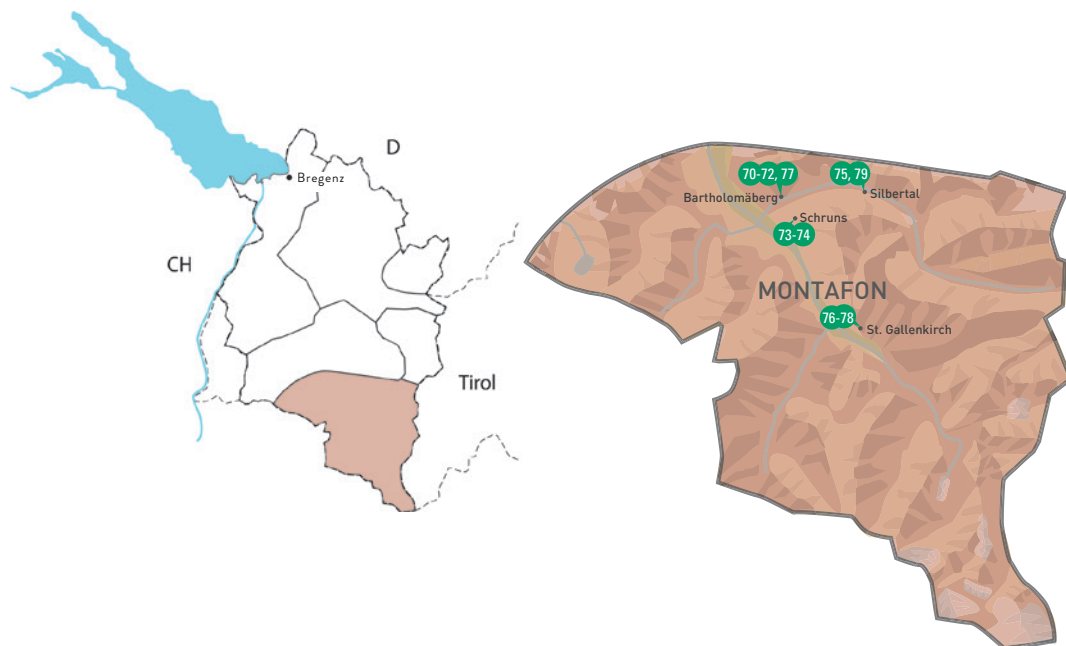 D
Bregenz
CH
Tirol
70-72, 77
75, 79
Bartholomäberg
Silbertal
Schruns
73-74
MONTAFON
76-78
St. Gallenkirch